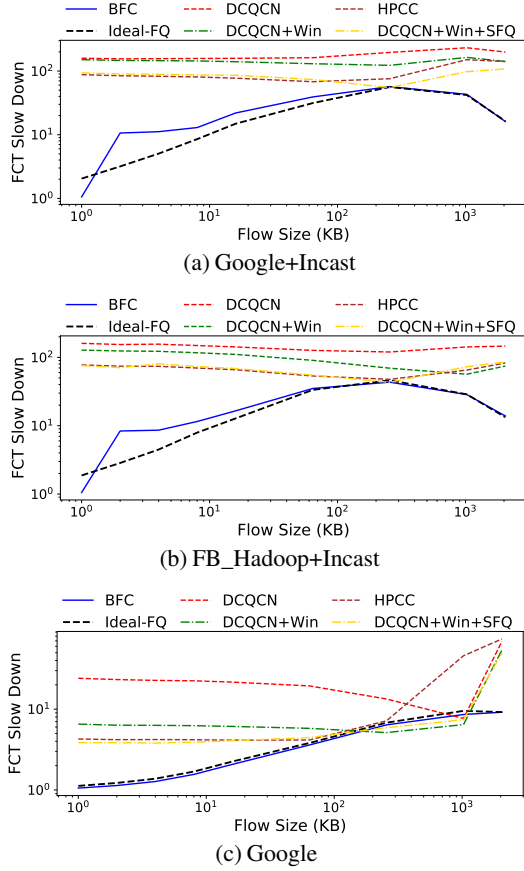 BFC DCQCN HPCC
Ideal-FQ DCQCN+Win DCQCN+Win+SFQ
FCT Slow Down
10^2
10^1
10^0
10^0 10^1 10^2 10^3
Flow Size (KB)
(a) Google+Incast
BFC DCQCN HPCC
Ideal-FQ DCQCN+Win DCQCN+Win+SFQ
FCT Slow Down
10^2
10^1
10^0
10^0 10^1 10^2 10^3
Flow Size (KB)
(b) FB_Hadoop+Incast
BFC DCQCN HPCC
Ideal-FQ DCQCN+Win DCQCN+Win+SFQ
FCT Slow Down
10^1
10^0
10^0 10^1 10^2 10^3
Flow Size (KB)
(c) Google